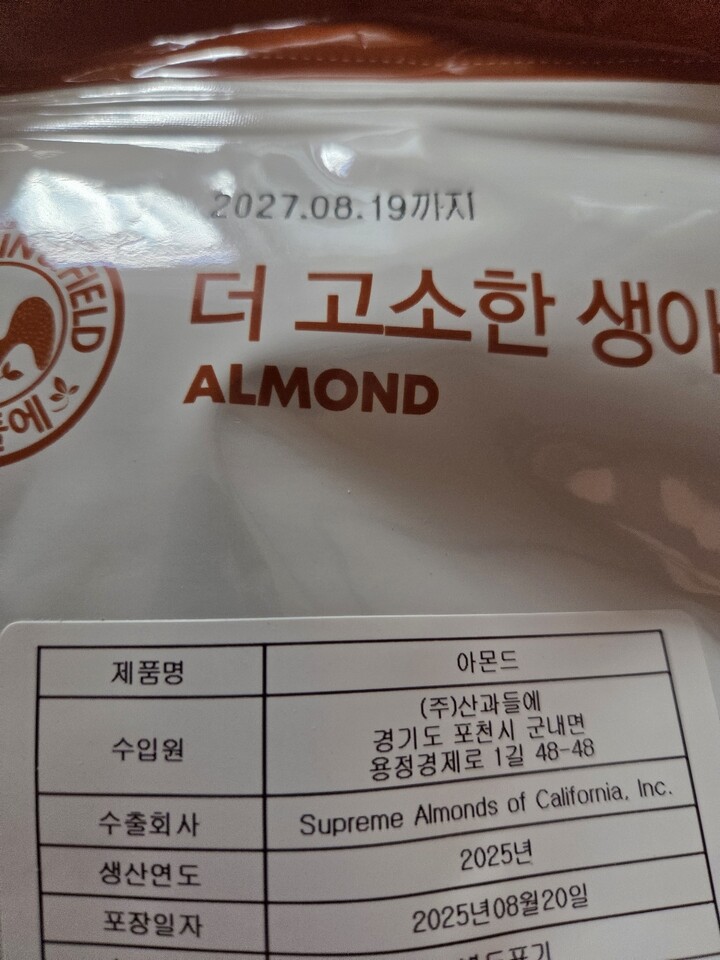 2027.08.19까지
FIELD
더 고소한 생아
ALMOND
제품명 아몬드
수입원 (주)산과들에
경기도 포천시 군내면
용정경제로 1길 48-48
수출회사 Supreme Almonds of California, Inc.
생산연도 2025년
포장일자 2025년08월20일